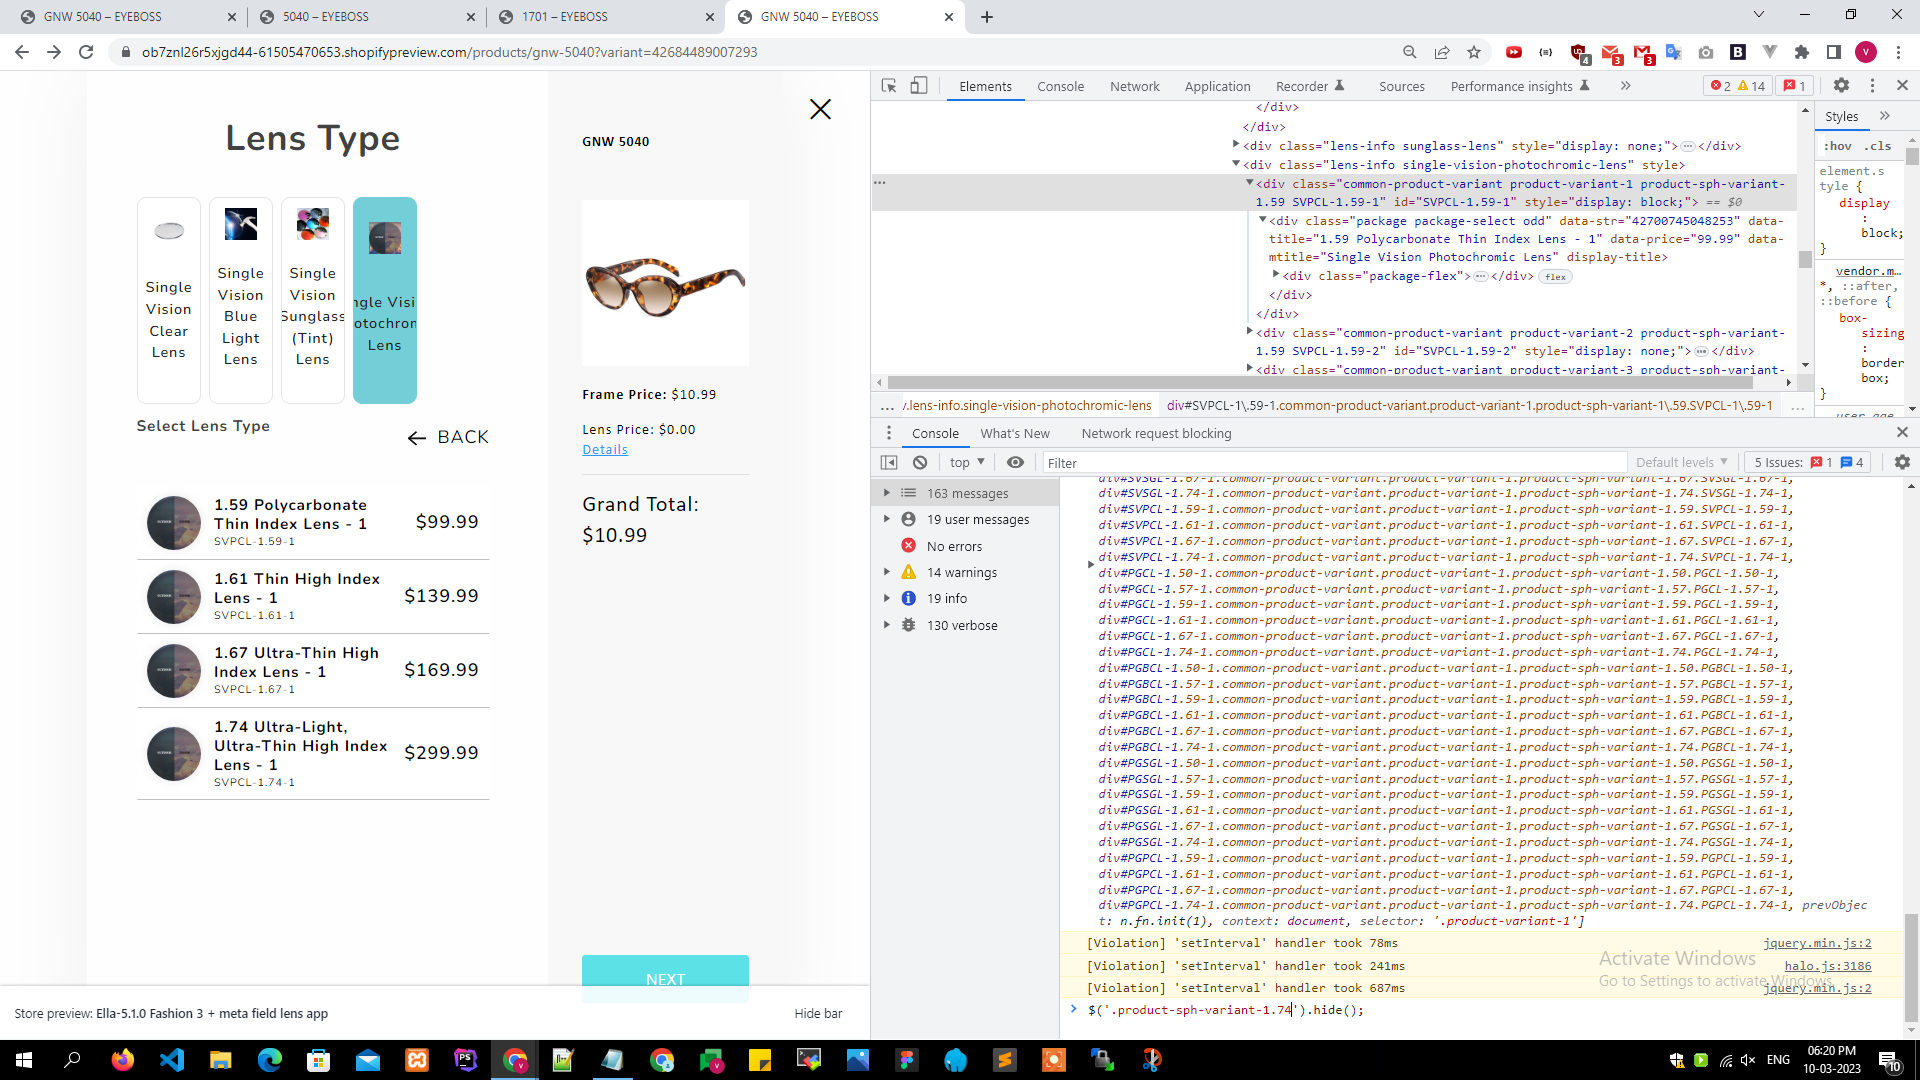 GNW 5040 – EYEBOSS
5040 – EYEBOSS
1701 – EYEBOSS
GNW 5040 – EYEBOSS
ob7znl26r5xjgd44-61505470653.shopifypreview.com/products/gnw-5040?variant=42684489007293
Lens Type
Single Vision Clear Lens
Single Vision Blue Light Lens
Single Vision Sunglass (Tint) Lens
ngle Visi
otochrom
Lens
Select Lens Type
BACK
1.59 Polycarbonate
Thin Index Lens - 1
SVPCL-1.59-1
$99.99
1.61 Thin High Index
Lens - 1
SVPCL-1.61-1
$139.99
1.67 Ultra-Thin High
Index Lens - 1
SVPCL-1.67-1
$169.99
1.74 Ultra-Light,
Ultra-Thin High Index
Lens - 1
SVPCL-1.74-1
$299.99
GNW 5040
Frame Price: $10.99
Lens Price: $0.00
Details
Grand Total:
$10.99
NEXT
Store preview: Ella-5.1.0 Fashion 3 + meta field lens app
Hide bar
Elements Console Network Application Recorder Sources Performance insights
2 14 1
</div>
</div>
<div class="lens-info sunglass-lens" style="display: none;"></div>
<div class="lens-info single-vision-photochromic-lens" style>
<div class="common-product-variant product-variant-1 product-sph-variant-
1.59 SVPCL-1.59-1" id="SVPCL-1.59-1" style="display: block;"> == $0
<div class="package package-select odd" data-str="42700745048253" data-
title="1.59 Polycarbonate Thin Index Lens - 1" data-price="99.99" data-
mtitle="Single Vision Photochromic Lens" display-title>
<div class="package-flex"></div> flex
</div>
</div>
<div class="common-product-variant product-variant-2 product-sph-variant-
1.59 SVPCL-1.59-2" id="SVPCL-1.59-2" style="display: none;"></div>
<div class="common-product-variant product-variant-3 product-sph-variant-
... v.lens-info.single-vision-photochromic-lens div#SVPCL-1\.59-1.common-product-variant.product-variant-1.product-sph-variant-1\.59.SVPCL-1\.59-1 ...
Styles
:hov .cls
element.s
tyle {
display
:
block;
}
vendor.m…
*, ::after,
::before {
box-
sizing
:
border
box;
}
user age
Console What's New Network request blocking
top
Filter
Default levels
5 Issues: 1 4
163 messages
19 user messages
No errors
14 warnings
19 info
130 verbose
div#SVSGL-1.67-1.common-product-variant.product-variant-1.product-sph-variant-1.67.SVSGL-1.67-1,
div#SVSGL-1.74-1.common-product-variant.product-variant-1.product-sph-variant-1.74.SVSGL-1.74-1,
div#SVPCL-1.59-1.common-product-variant.product-variant-1.product-sph-variant-1.59.SVPCL-1.59-1,
div#SVPCL-1.61-1.common-product-variant.product-variant-1.product-sph-variant-1.61.SVPCL-1.61-1,
div#SVPCL-1.67-1.common-product-variant.product-variant-1.product-sph-variant-1.67.SVPCL-1.67-1,
div#SVPCL-1.74-1.common-product-variant.product-variant-1.product-sph-variant-1.74.SVPCL-1.74-1,
div#PGCL-1.50-1.common-product-variant.product-variant-1.product-sph-variant-1.50.PGCL-1.50-1,
div#PGCL-1.57-1.common-product-variant.product-variant-1.product-sph-variant-1.57.PGCL-1.57-1,
div#PGCL-1.59-1.common-product-variant.product-variant-1.product-sph-variant-1.59.PGCL-1.59-1,
div#PGCL-1.61-1.common-product-variant.product-variant-1.product-sph-variant-1.61.PGCL-1.61-1,
div#PGCL-1.67-1.common-product-variant.product-variant-1.product-sph-variant-1.67.PGCL-1.67-1,
div#PGCL-1.74-1.common-product-variant.product-variant-1.product-sph-variant-1.74.PGCL-1.74-1,
div#PGBCL-1.50-1.common-product-variant.product-variant-1.product-sph-variant-1.50.PGBCL-1.50-1,
div#PGBCL-1.57-1.common-product-variant.product-variant-1.product-sph-variant-1.57.PGBCL-1.57-1,
div#PGBCL-1.59-1.common-product-variant.product-variant-1.product-sph-variant-1.59.PGBCL-1.59-1,
div#PGBCL-1.61-1.common-product-variant.product-variant-1.product-sph-variant-1.61.PGBCL-1.61-1,
div#PGBCL-1.67-1.common-product-variant.product-variant-1.product-sph-variant-1.67.PGBCL-1.67-1,
div#PGBCL-1.74-1.common-product-variant.product-variant-1.product-sph-variant-1.74.PGBCL-1.74-1,
div#PGSGL-1.50-1.common-product-variant.product-variant-1.product-sph-variant-1.50.PGSGL-1.50-1,
div#PGSGL-1.57-1.common-product-variant.product-variant-1.product-sph-variant-1.57.PGSGL-1.57-1,
div#PGSGL-1.59-1.common-product-variant.product-variant-1.product-sph-variant-1.59.PGSGL-1.59-1,
div#PGSGL-1.61-1.common-product-variant.product-variant-1.product-sph-variant-1.61.PGSGL-1.61-1,
div#PGSGL-1.67-1.common-product-variant.product-variant-1.product-sph-variant-1.67.PGSGL-1.67-1,
div#PGSGL-1.74-1.common-product-variant.product-variant-1.product-sph-variant-1.74.PGSGL-1.74-1,
div#PGPCL-1.59-1.common-product-variant.product-variant-1.product-sph-variant-1.59.PGPCL-1.59-1,
div#PGPCL-1.61-1.common-product-variant.product-variant-1.product-sph-variant-1.61.PGPCL-1.61-1,
div#PGPCL-1.67-1.common-product-variant.product-variant-1.product-sph-variant-1.67.PGPCL-1.67-1,
div#PGPCL-1.74-1.common-product-variant.product-variant-1.product-sph-variant-1.74.PGPCL-1.74-1, prevObjec
t: n.fn.init(1), context: document, selector: '.product-variant-1']
[Violation] 'setInterval' handler took 78ms jquery.min.js:2
[Violation] 'setInterval' handler took 241ms halo.js:3186
[Violation] 'setInterval' handler took 687ms jquery.min.js:2
$('.product-sph-variant-1.74').hide();
Activate Windows
Go to Settings to activate Windows.
ENG
06:20 PM
10-03-2023
10